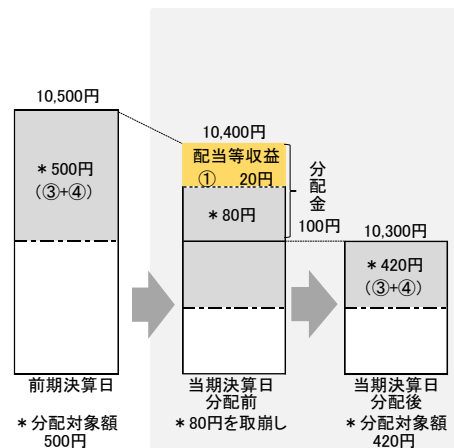 10,500円
＊500円
（③+④）
前期決算日
＊分配対象額
500円
10,400円
配当等収益
① 20円
＊80円
分配金
100円
当期決算日
分配前
＊80円を取崩し
10,300円
＊420円
（③+④）
当期決算日
分配後
＊分配対象額
420円